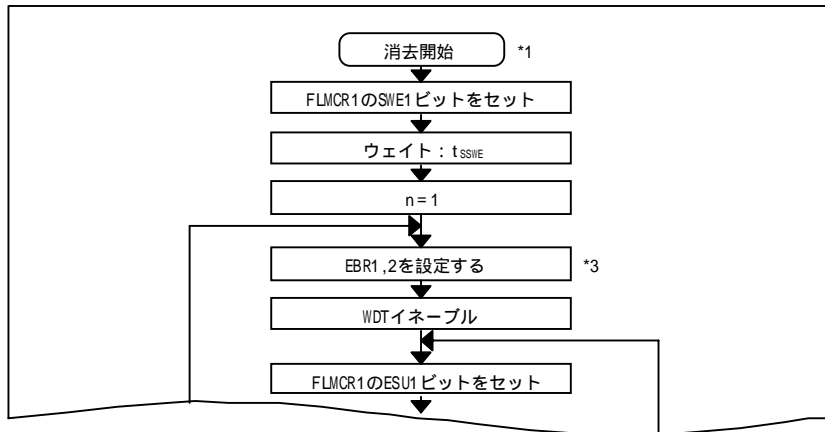 消去開始 *1
FLMCR1のSWE1ビットをセット
ウェイト：tSSWE
n = 1
EBR1,2を設定する *3
WDTイネーブル
FLMCR1のESU1ビットをセット